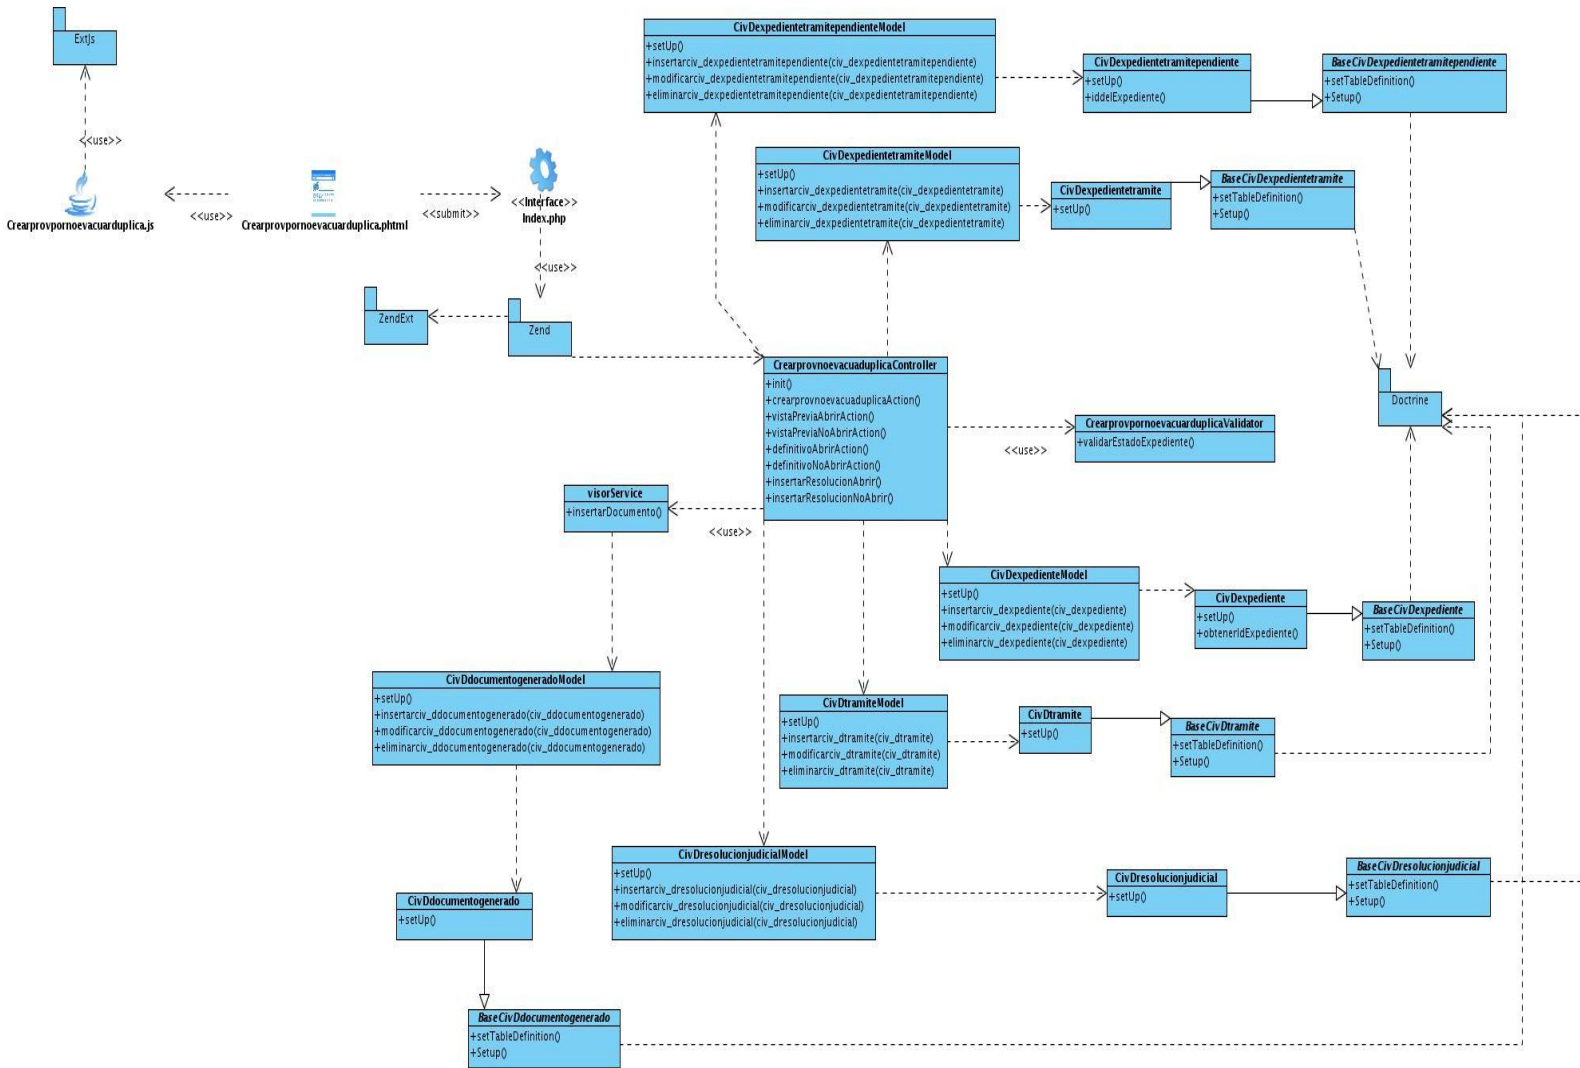 ExtJs
<<use>>
Crearprovpornoevacuarduplica.js
<<use>>
Crearprovpornoevacuarduplica.phtml
<<submit>>
<<Interface>>
Index.php
<<use>>
ZendExt
Zend
CivDexpedientetramitependienteModel
+setUp()
+insertarciv_dexpedientetramitependiente(civ_dexpedientetramitependiente)
+modificarciv_dexpedientetramitependiente(civ_dexpedientetramitependiente)
+eliminarciv_dexpedientetramitependiente(civ_dexpedientetramitependiente)
CivDexpedientetramitependiente
+setUp()
+iddelExpediente()
BaseCivDexpedientetramitependiente
+setTableDefinition()
+Setup()
CivDexpedientetramiteModel
+setUp()
+insertarciv_dexpedientetramite(civ_dexpedientetramite)
+modificarciv_dexpedientetramite(civ_dexpedientetramite)
+eliminarciv_dexpedientetramite(civ_dexpedientetramite)
CivDexpedientetramite
+setUp()
BaseCivDexpedientetramite
+setTableDefinition()
+Setup()
CrearprovnoevacuaduplicaController
+init()
+crearprovnoevacuaduplicaAction()
+vistaPreviaAbrirAction()
+vistaPreviaNoAbrirAction()
+definitivoAbrirAction()
+definitivoNoAbrirAction()
+insertarResolucionAbrir()
+insertarResolucionNoAbrir()
CrearprovpornoevacuarduplicaValidator
+validarEstadoExpediente()
<<use>>
Doctrine
visorService
+insertarDocumento()
<<use>>
CivDexpedienteModel
+setUp()
+insertarciv_dexpediente(civ_dexpediente)
+modificarciv_dexpediente(civ_dexpediente)
+eliminarciv_dexpediente(civ_dexpediente)
CivDexpediente
+setUp()
+obtenerIdExpediente()
BaseCivDexpediente
+setTableDefinition()
+Setup()
CivDdocumentogeneradoModel
+setUp()
+insertarciv_ddocumentogenerado(civ_ddocumentogenerado)
+modificarciv_ddocumentogenerado(civ_ddocumentogenerado)
+eliminarciv_ddocumentogenerado(civ_ddocumentogenerado)
CivDtramiteModel
+setUp()
+insertarciv_dtramite(civ_dtramite)
+modificarciv_dtramite(civ_dtramite)
+eliminarciv_dtramite(civ_dtramite)
CivDtramite
+setUp()
BaseCivDtramite
+setTableDefinition()
+Setup()
CivDresolucionjudicialModel
+setUp()
+insertarciv_dresolucionjudicial(civ_dresolucionjudicial)
+modificarciv_dresolucionjudicial(civ_dresolucionjudicial)
+eliminarciv_dresolucionjudicial(civ_dresolucionjudicial)
CivDresolucionjudicial
+setUp()
BaseCivDresolucionjudicial
+setTableDefinition()
+Setup()
CivDdocumentogenerado
+setUp()
BaseCivDdocumentogenerado
+setTableDefinition()
+Setup()